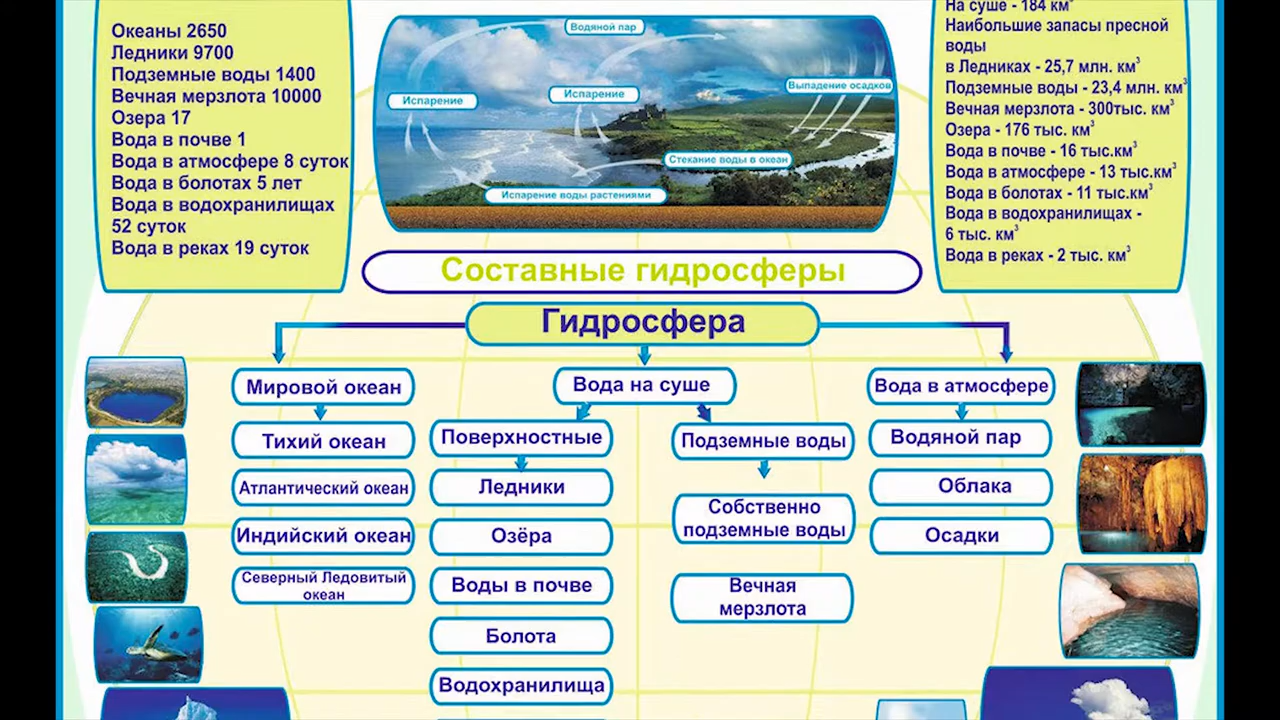 Океаны 2650
Ледники 9700
Подземные воды 1400
Вечная мерзлота 10000
Озера 17
Вода в почве 1
Вода в атмосфере 8 суток
Вода в болотах 5 лет
Вода в водохранилищах
52 суток
Вода в реках 19 суток
Водяной пар
Испарение
Испарение
Выпадение осадков
Стекание воды в океан
Испарение воды растениями
На суше - 184 км³
Наибольшие запасы пресной
воды
в Ледниках - 25,7 млн. км³
Подземные воды - 23,4 млн. км³
Вечная мерзлота - 300тыс. км³
Озера - 176 тыс. км³
Вода в почве - 16 тыс.км³
Вода в атмосфере - 13 тыс.км³
Вода в болотах - 11 тыс.км³
Вода в водохранилищах -
6 тыс. км³
Вода в реках - 2 тыс. км³
Составные гидросферы
Гидросфера
Мировой океан
Тихий океан
Атлантический океан
Индийский океан
Северный Ледовитый
океан
Вода на суше
Поверхностные
Ледники
Озёра
Воды в почве
Болота
Водохранилища
Подземные воды
Собственно
подземные воды
Вечная
мерзлота
Вода в атмосфере
Водяной пар
Облака
Осадки